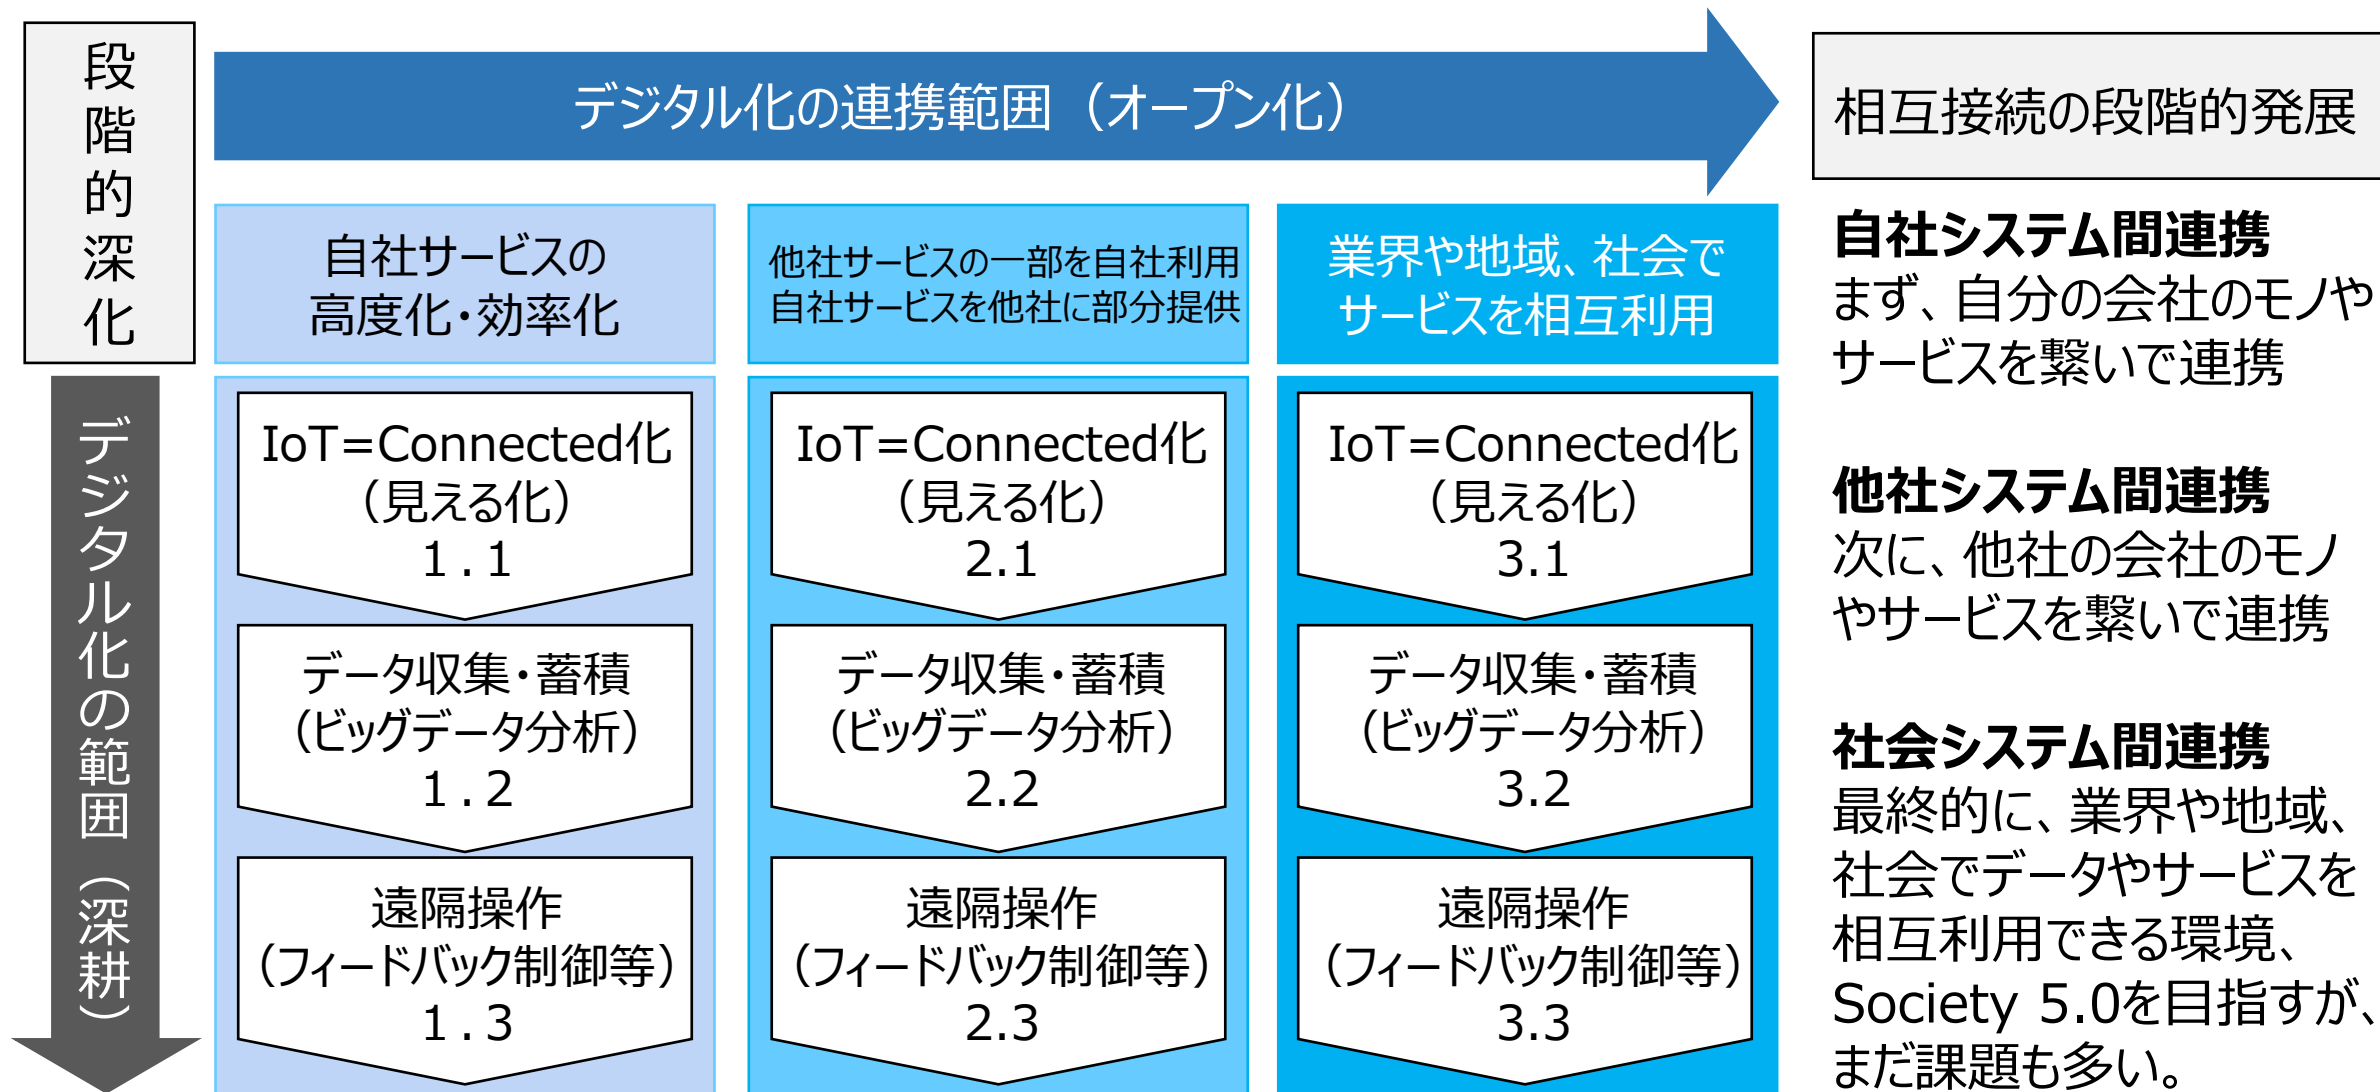 段階的深化
デジタル化の連携範囲（オープン化）
相互接続の段階的発展
自社サービスの
高度化・効率化
他社サービスの一部を自社利用
自社サービスを他社に部分提供
業界や地域、社会で
サービスを相互利用
デジタル化の範囲（深耕）
IoT=Connected化
（見える化）
１.１
データ収集・蓄積
（ビッグデータ分析）
１.２
遠隔操作
（フィードバック制御等）
１.３
IoT=Connected化
（見える化）
2.1
データ収集・蓄積
（ビッグデータ分析）
2.2
遠隔操作
（フィードバック制御等）
2.3
IoT=Connected化
（見える化）
3.1
データ収集・蓄積
（ビッグデータ分析）
3.2
遠隔操作
（フィードバック制御等）
3.3
自社システム間連携
まず、自分の会社のモノや
サービスを繋いで連携
他社システム間連携
次に、他社の会社のモノ
やサービスを繋いで連携
社会システム間連携
最終的に、業界や地域、
社会でデータやサービスを
相互利用できる環境、
Society 5.0を目指すが、
まだ課題も多い。